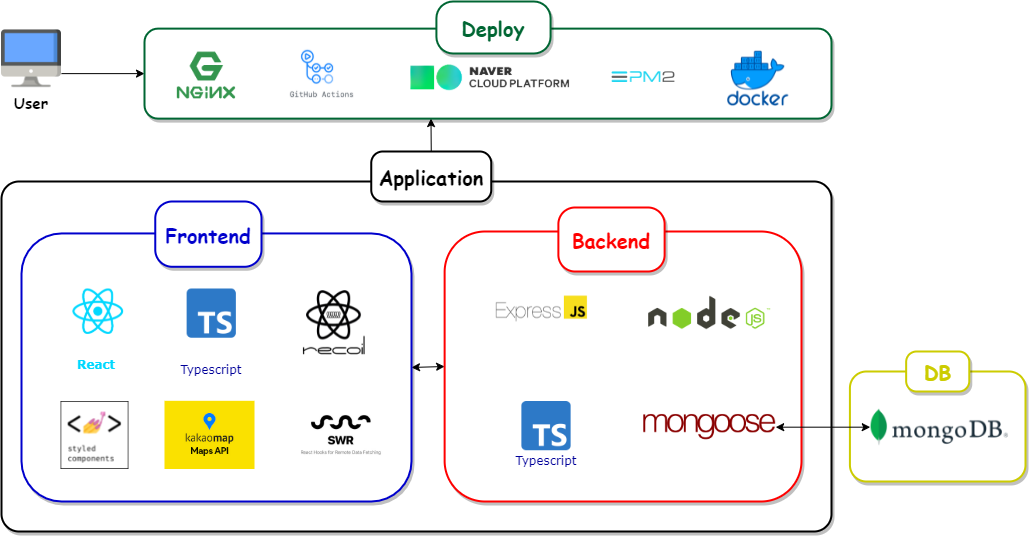 Deploy
User
NGiNX
GitHub Actions
NAVER
CLOUD PLATFORM
PM2
docker
Application
Frontend
React
TS
Typescript
recoil
styled
components
kakaomap
Maps API
SWR
React Hooks for Remote Data Fetching
Backend
Express JS
node JS
TS
Typescript
mongoose
DB
mongoDB.